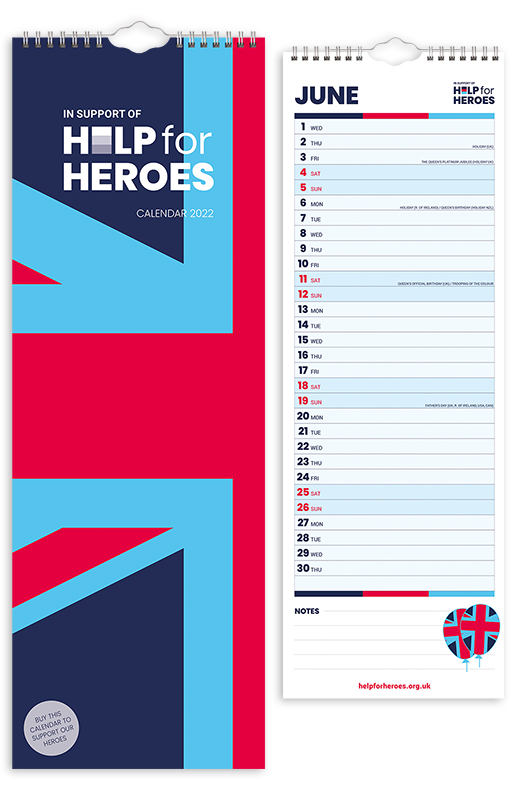 IN SUPPORT OF
HELP for
HEROES
CALENDAR 2022
BUY THIS
CALENDAR TO
SUPPORT OUR
HEROES
JUNE
IN SUPPORT OF
HELP for
HEROES
1 WED
2 THU HOLIDAY (UK)
3 FRI THE QUEEN'S PLATINUM JUBILEE (HOLIDAY UK)
4 SAT
5 SUN
6 MON HOLIDAY (R. OF IRELAND) / QUEEN'S BIRTHDAY (HOLIDAY NZL)
7 TUE
8 WED
9 THU
10 FRI
11 SAT QUEEN'S OFFICIAL BIRTHDAY (UK) / TROOPING OF THE COLOUR
12 SUN
13 MON
14 TUE
15 WED
16 THU
17 FRI
18 SAT
19 SUN FATHER'S DAY (UK, R. OF IRELAND, USA, CAN)
20 MON
21 TUE
22 WED
23 THU
24 FRI
25 SAT
26 SUN
27 MON
28 TUE
29 WED
30 THU
NOTES
helpforheroes.org.uk